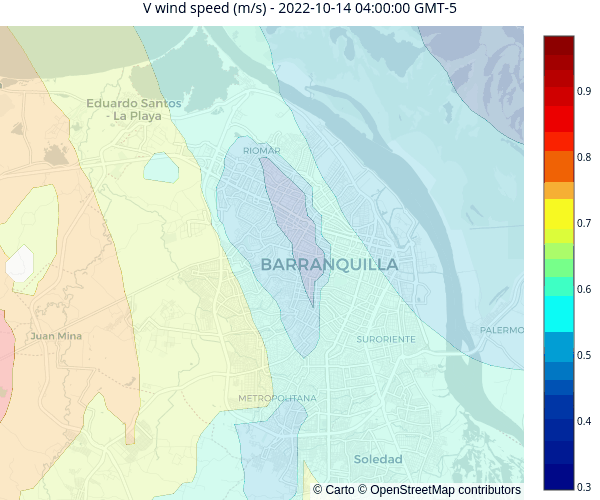 V wind speed (m/s) - 2022-10-14 04:00:00 GMT-5
0.9
Eduardo Santos
- La Playa
RIOMAR
0.8
0.7
BARRANQUILLA
0.6
PALERMO
Juan Mina
SURORIENTE
0.5
METROPOLITANA
0.4
Soledad
0.3
© Carto © OpenStreetMap contributors